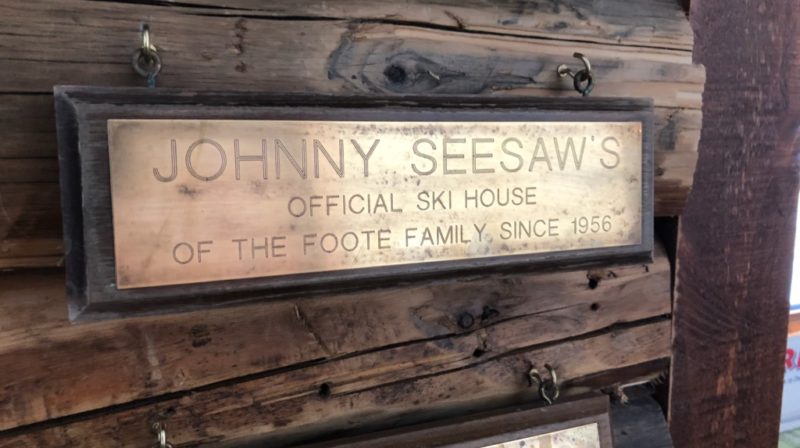 JOHNNY SEESAW'S
OFFICIAL SKI HOUSE
OF THE FOOTE FAMILY SINCE 1956